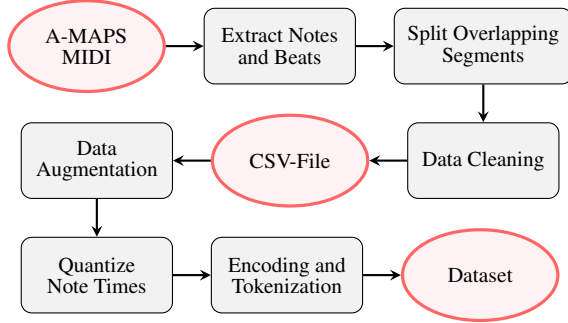 A-MAPS
MIDI
Extract Notes
and Beats
Split Overlapping
Segments
Data
Augmentation
CSV-File
Data Cleaning
Quantize
Note Times
Encoding and
Tokenization
Dataset